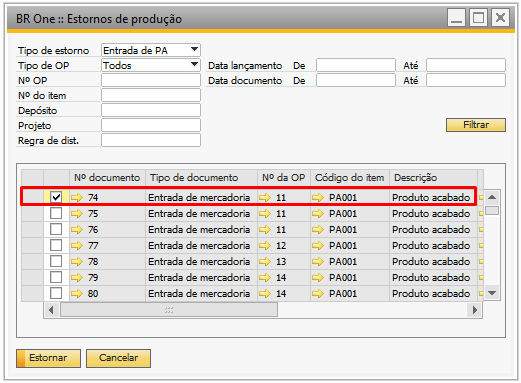 BR One :: Estornos de produção
Tipo de estorno Entrada de PA
Tipo de OP Todos Data lançamento De Até
Nº OP Data documento De Até
Nº do item
Depósito
Projeto Filtrar
Regra de dist.
Nº documento Tipo de documento Nº da OP Código do item Descrição
74 Entrada de mercadoria 11 PA001 Produto acabado
75 Entrada de mercadoria 11 PA001 Produto acabado
76 Entrada de mercadoria 11 PA001 Produto acabado
77 Entrada de mercadoria 12 PA001 Produto acabado
78 Entrada de mercadoria 13 PA001 Produto acabado
79 Entrada de mercadoria 14 PA001 Produto acabado
80 Entrada de mercadoria 14 PA001 Produto acabado
Estornar Cancelar